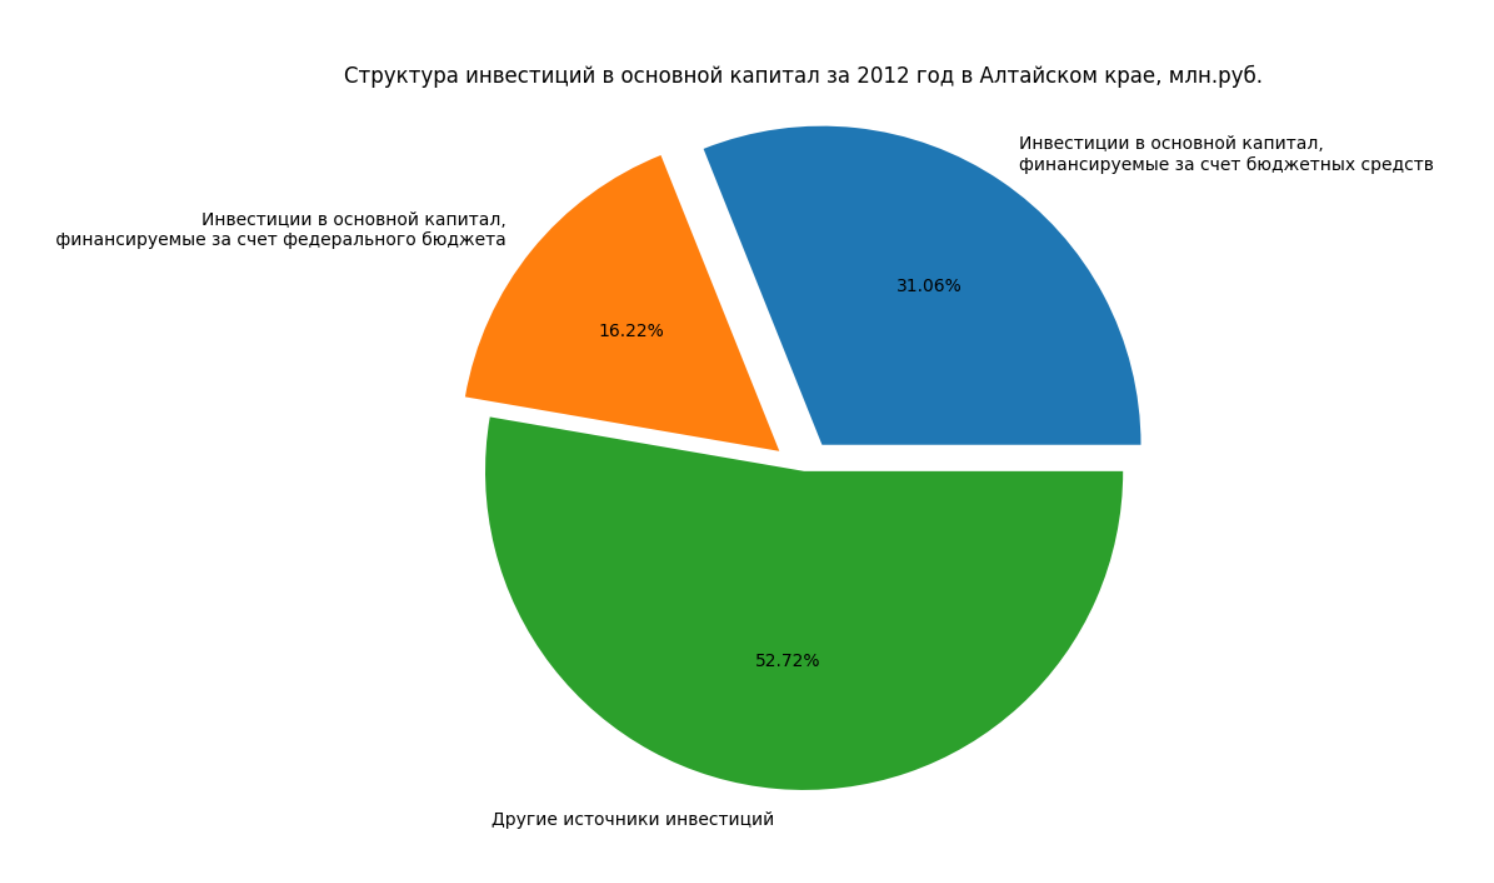 Структура инвестиций в основной капитал за 2012 год в Алтайском крае, млн.руб.
Инвестиции в основной капитал,
финансируемые за счет бюджетных средств
Инвестиции в основной капитал,
финансируемые за счет федерального бюджета
31.06%
16.22%
52.72%
Другие источники инвестиций